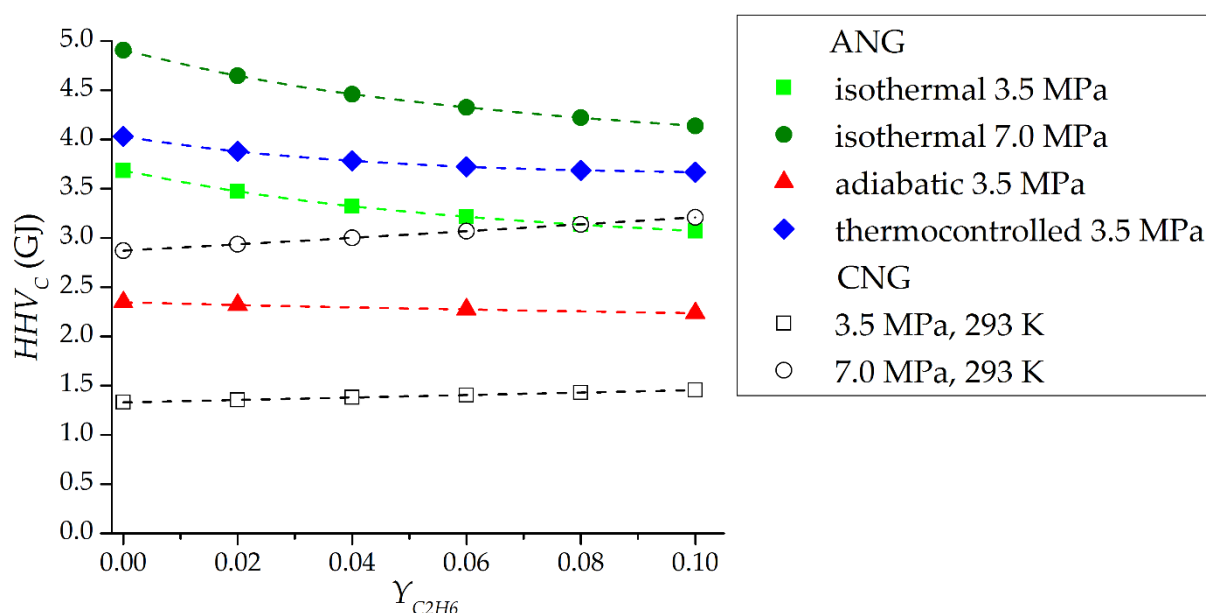 5.0
4.5
4.0
3.5
3.0
2.5
2.0
1.5
1.0
0.5
0.0
HHV_C (GJ)
0.00 0.02 0.04 0.06 0.08 0.10
Y_C2H6
ANG
isothermal 3.5 MPa
isothermal 7.0 MPa
adiabatic 3.5 MPa
thermocontrolled 3.5 MPa
CNG
3.5 MPa, 293 K
7.0 MPa, 293 K